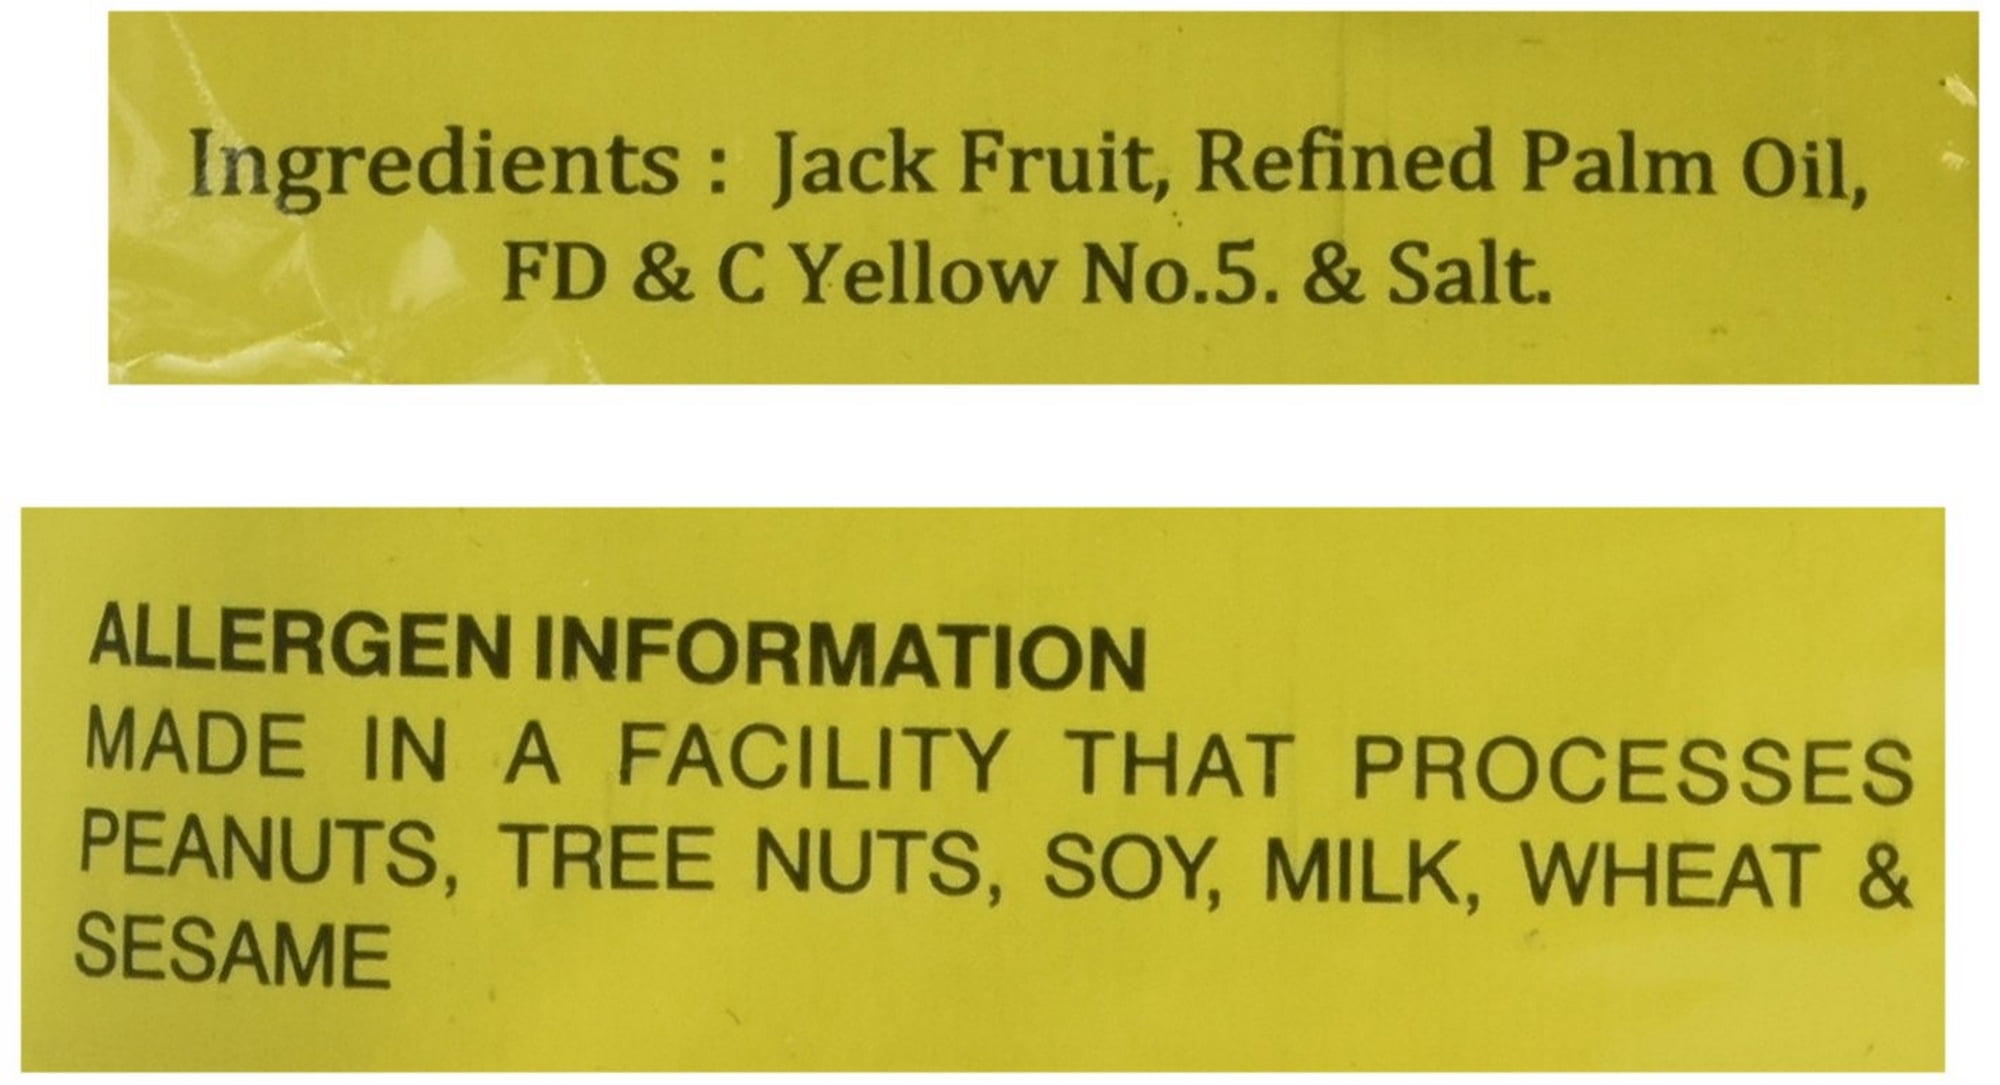 Ingredients : Jack Fruit, Refined Palm Oil,
FD & C Yellow No.5. & Salt.
ALLERGEN INFORMATION
MADE IN A FACILITY THAT PROCESSES
PEANUTS, TREE NUTS, SOY, MILK, WHEAT &
SESAME